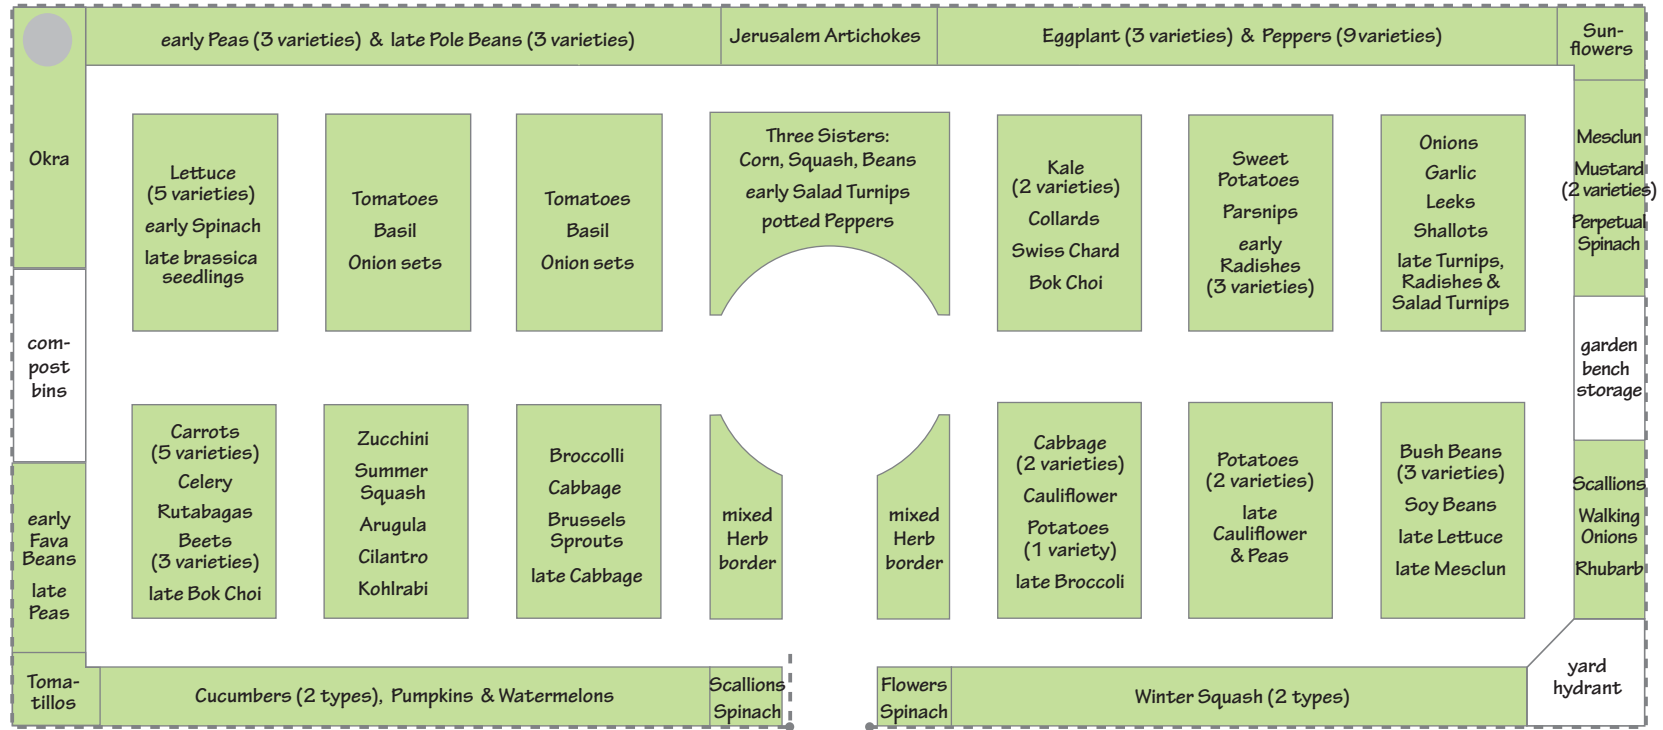 early Peas (3 varieties) & late Pole Beans (3 varieties)
Jerusalem Artichokes
Eggplant (3 varieties) & Peppers (9 varieties)
Sun-
flowers
Okra
Lettuce
(5 varieties)
early Spinach
late brassica
seedlings
Tomatoes
Basil
Onion sets
Tomatoes
Basil
Onion sets
Three Sisters:
Corn, Squash, Beans
early Salad Turnips
potted Peppers
Kale
(2 varieties)
Collards
Swiss Chard
Bok Choi
Sweet
Potatoes
Parsnips
early
Radishes
(3 varieties)
Onions
Garlic
Leeks
Shallots
late Turnips,
Radishes &
Salad Turnips
Mesclun
Mustard
(2 varieties)
Perpetual
Spinach
com-
post
bins
garden
bench
storage
early
Fava
Beans
late
Peas
Carrots
(5 varieties)
Celery
Rutabagas
Beets
(3 varieties)
late Bok Choi
Zucchini
Summer
Squash
Arugula
Cilantro
Kohlrabi
Broccolli
Cabbage
Brussels
Sprouts
late Cabbage
mixed
Herb
border
mixed
Herb
border
Cabbage
(2 varieties)
Cauliflower
Potatoes
(1 variety)
late Broccoli
Potatoes
(2 varieties)
late
Cauliflower
& Peas
Bush Beans
(3 varieties)
Soy Beans
late Lettuce
late Mesclun
Scallions
Walking
Onions
Rhubarb
Toma-
tillos
Cucumbers (2 types), Pumpkins & Watermelons
Scallions
Spinach
Flowers
Spinach
Winter Squash (2 types)
yard
hydrant